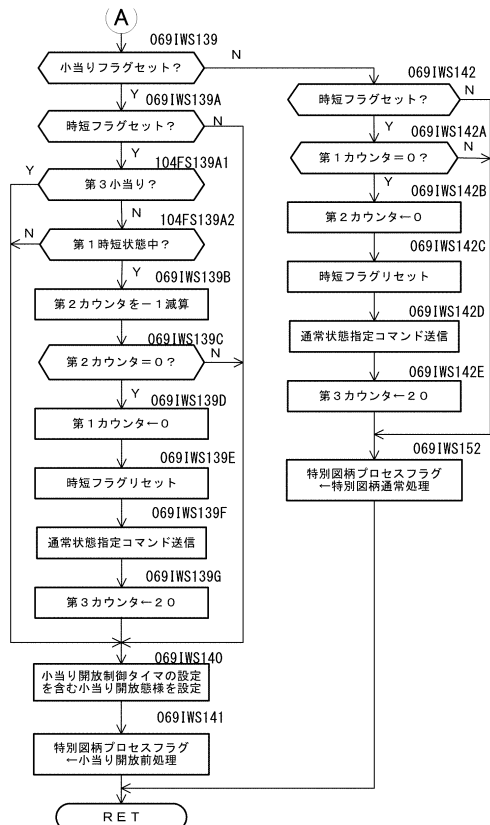 A
069IWS139
小当りフラグセット?
N
Y
069IWS139A
時短フラグセット?
N
Y
104FS139A1
Y
第3小当り?
N
104FS139A2
N
第1時短状態中?
Y
069IWS139B
第2カウンタを-1減算
069IWS139C
第2カウンタ=0?
N
Y
069IWS139D
第1カウンタ←0
069IWS139E
時短フラグリセット
069IWS139F
通常状態指定コマンド送信
069IWS139G
第3カウンタ←20
069IWS140
小当り開放制御タイマの設定
を含む小当り開放態様を設定
069IWS141
特別図柄プロセスフラグ
←小当り開放前処理
RET
069IWS142
時短フラグセット?
N
Y
069IWS142A
第1カウンタ=0?
N
Y
069IWS142B
第2カウンタ←0
069IWS142C
時短フラグリセット
069IWS142D
通常状態指定コマンド送信
069IWS142E
第3カウンタ←20
069IWS152
特別図柄プロセスフラグ
←特別図柄通常処理